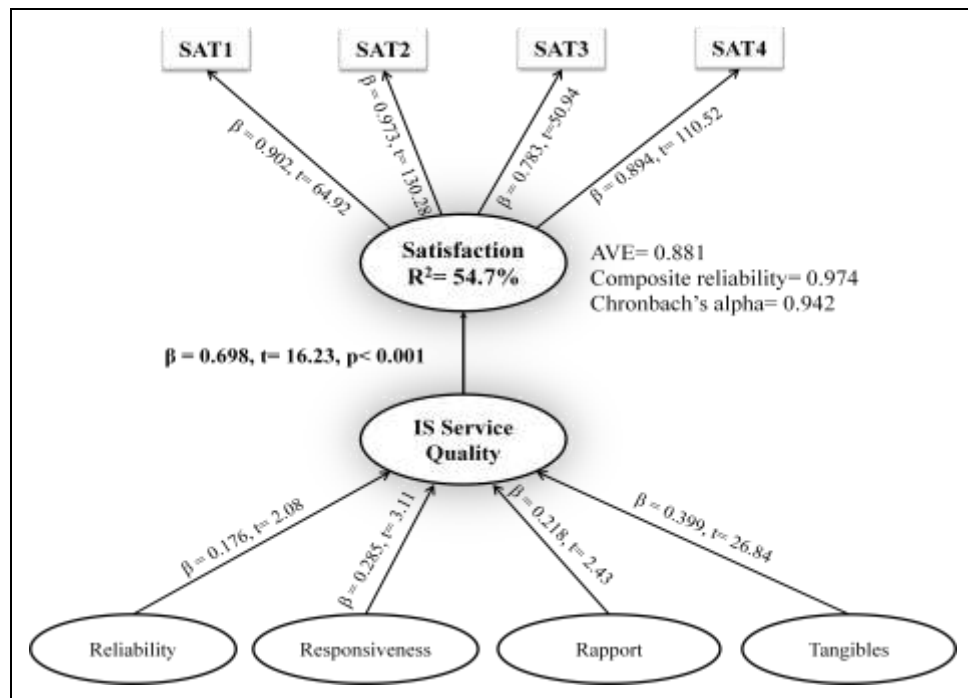 SAT1
SAT2
SAT3
SAT4
β = 0.902, t= 64.92
β = 0.973, t= 130.28
β = 0.783, t=50.94
β = 0.894, t= 110.52
Satisfaction
R²= 54.7%
AVE= 0.881
Composite reliability= 0.974
Chronbach's alpha= 0.942
β = 0.698, t= 16.23, p< 0.001
IS Service
Quality
β = 0.176, t= 2.08
β = 0.285, t= 3.11
β = 0.218, t= 2.43
β = 0.399, t= 26.84
Reliability
Responsiveness
Rapport
Tangibles